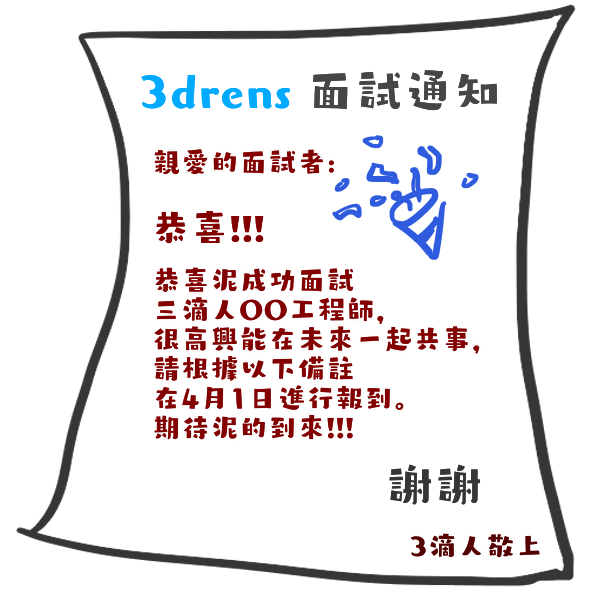 3drens 面試通知
親愛的面試者:
恭喜!!!
恭喜泥成功面試
三滴人OO工程師,
很高興能在未來一起共事,
請根據以下備註
在4月1日進行報到。
期待泥的到來!!!
謝謝
3滴人敬上